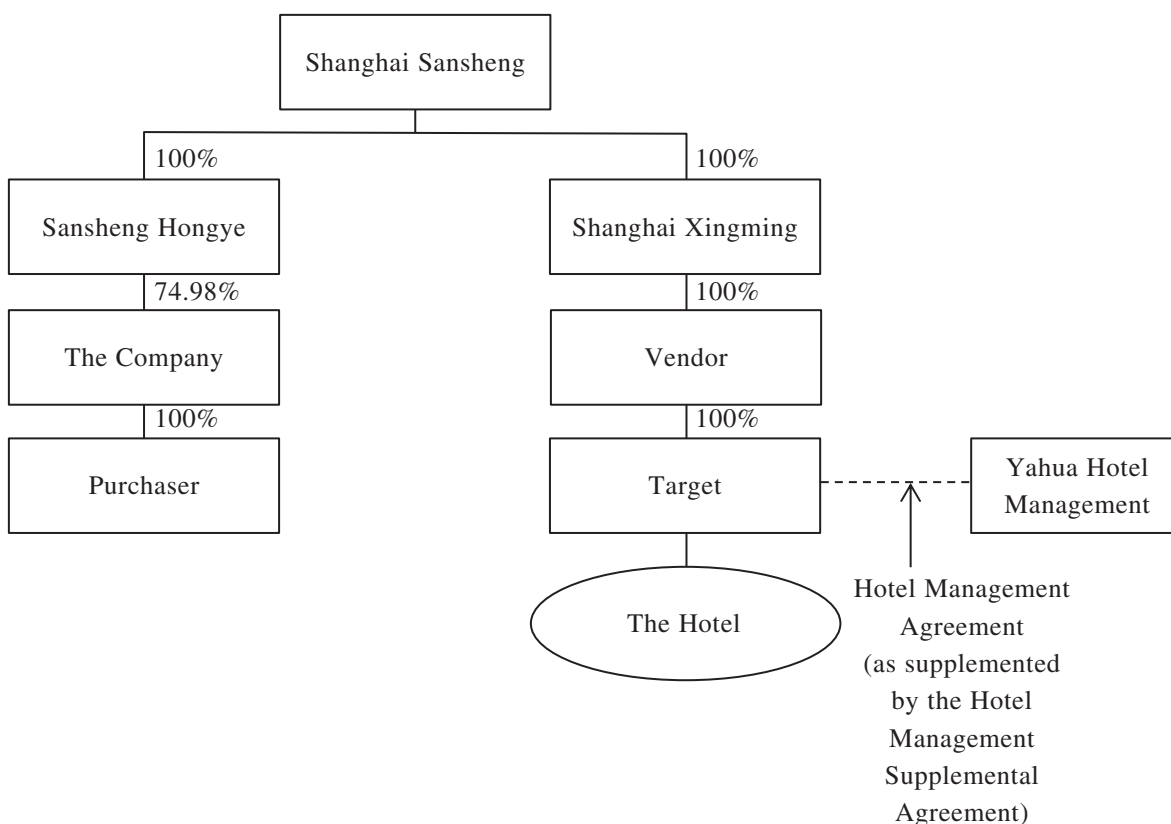 Shanghai Sansheng
100%
100%
Sansheng Hongye
Shanghai Xingming
74.98%
100%
The Company
Vendor
100%
100%
Purchaser
Target
Yahua Hotel
Management
The Hotel
Hotel Management
Agreement
(as supplemented
by the Hotel
Management
Supplemental
Agreement)